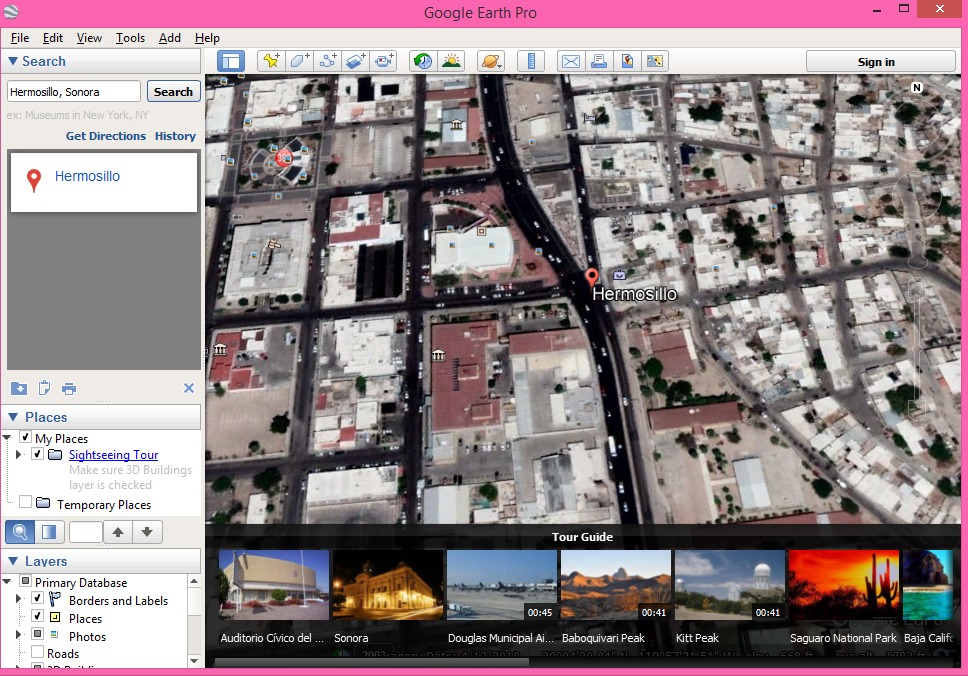 Google Earth Pro
File Edit View Tools Add Help
Search
Sign in
N
Hermosillo, Sonora
Search
ex: Museums in New York, NY
Get Directions History
Hermosillo
Hermosillo
Places
My Places
Sightseeing Tour
Make sure 3D Buildings
layer is checked
Temporary Places
Layers
Primary Database
Borders and Labels
Places
Photos
Roads
Tour Guide
00:45
00:41
00:41
Auditorio Cívico del ...
Sonora
Douglas Municipal Ai...
Baboquivari Peak
Kitt Peak
Saguaro National Park
Baja Calif
Google Earth
2003